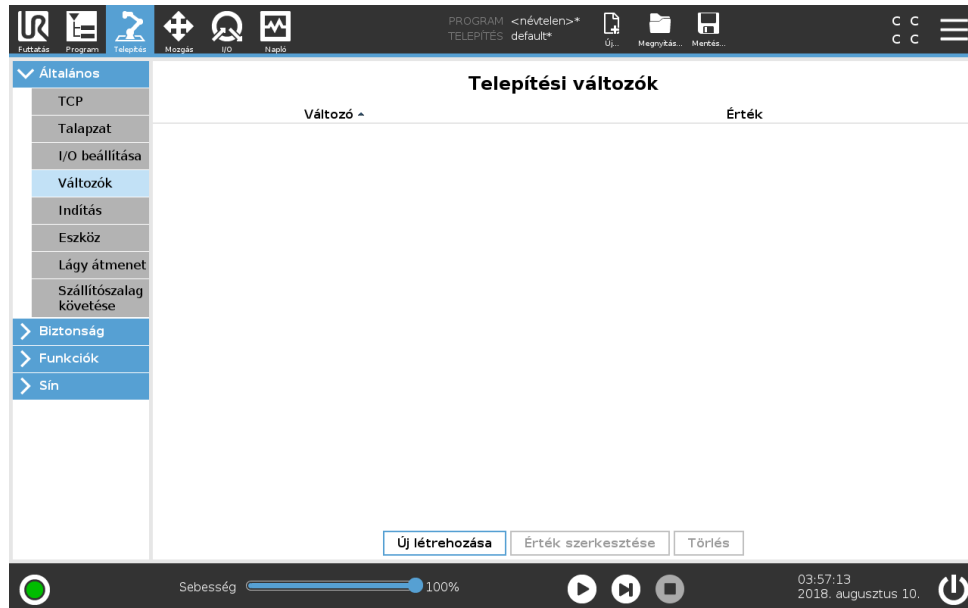 Futtatás
Program
Telepítés
Mozgás
I/O
Napló
PROGRAM <névtelen>*
TELEPÍTÉS default*
Új...
Megnyitás...
Mentés...
C C
C C
Általános
TCP
Talapzat
I/O beállítása
Változók
Indítás
Eszköz
Lágy átmenet
Szállítószalag
követése
Biztonság
Funkciók
Sín
Telepítési változók
Változó
Érték
Új létrehozása
Érték szerkesztése
Törlés
Sebesség
100%
03:57:13
2018. augusztus 10.